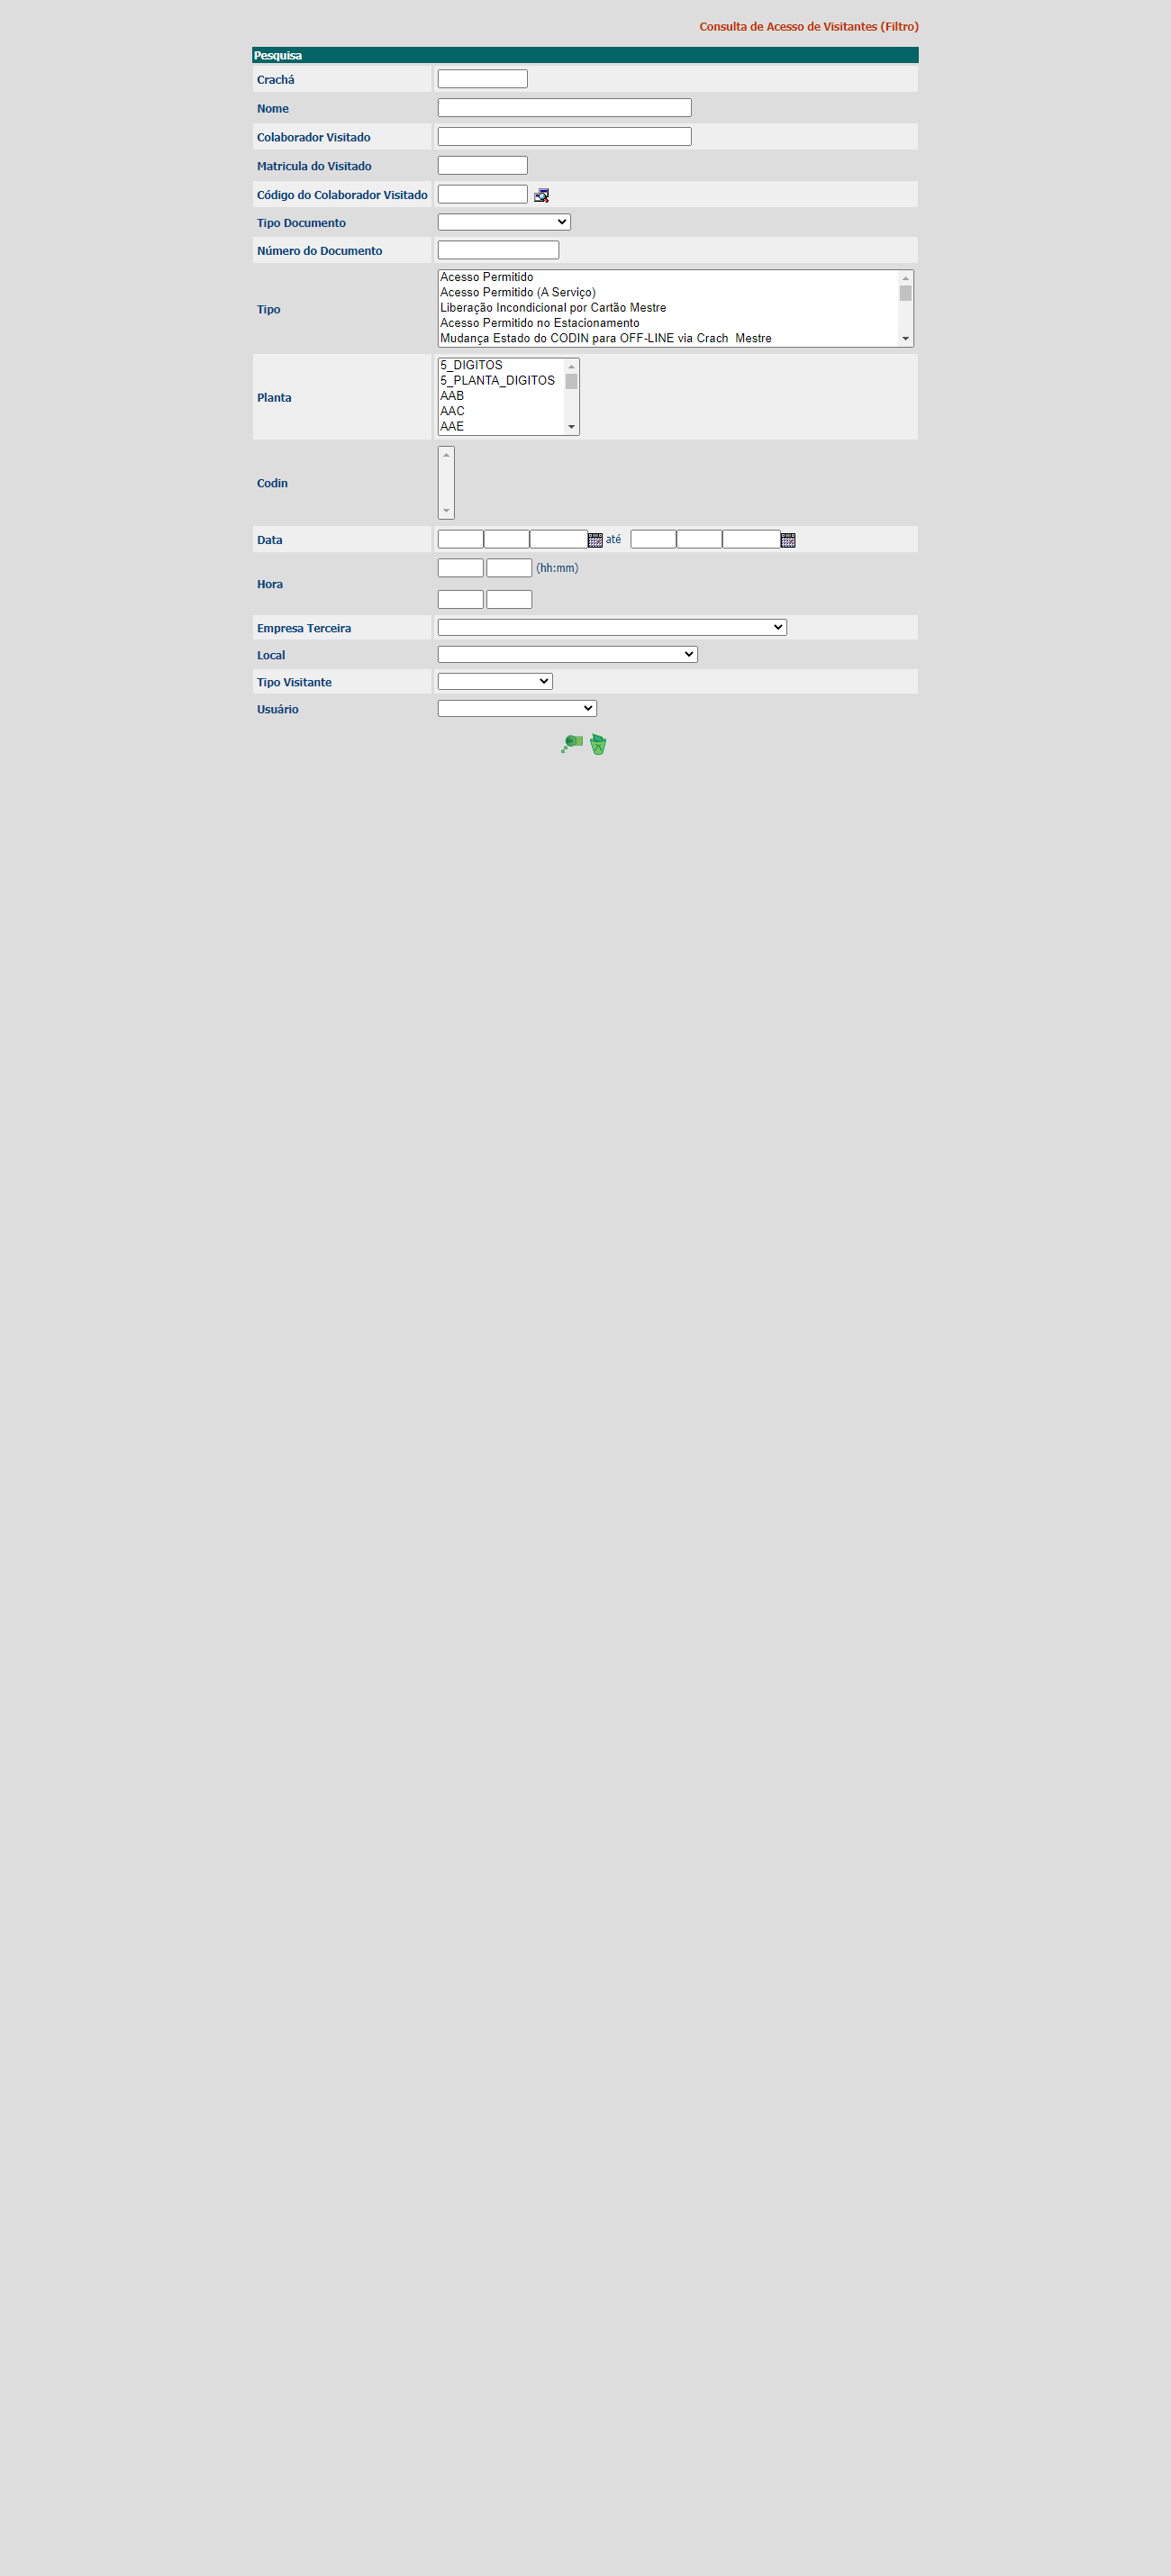 Consulta de Acesso de Visitantes (Filtro)
Pesquisa
Crachá
Nome
Colaborador Visitado
Matricula do Visitado
Código do Colaborador Visitado
Tipo Documento
Número do Documento
Tipo
Acesso Permitido
Acesso Permitido (A Serviço)
Liberação Incondicional por Cartão Mestre
Acesso Permitido no Estacionamento
Mudança Estado do CODIN para OFF-LINE via Crach  Mestre
Planta
5_DIGITOS
5_PLANTA_DIGITOS
AAB
AAC
AAE
Codin
Data até
Hora (hh:mm)
Empresa Terceira
Local
Tipo Visitante
Usuário